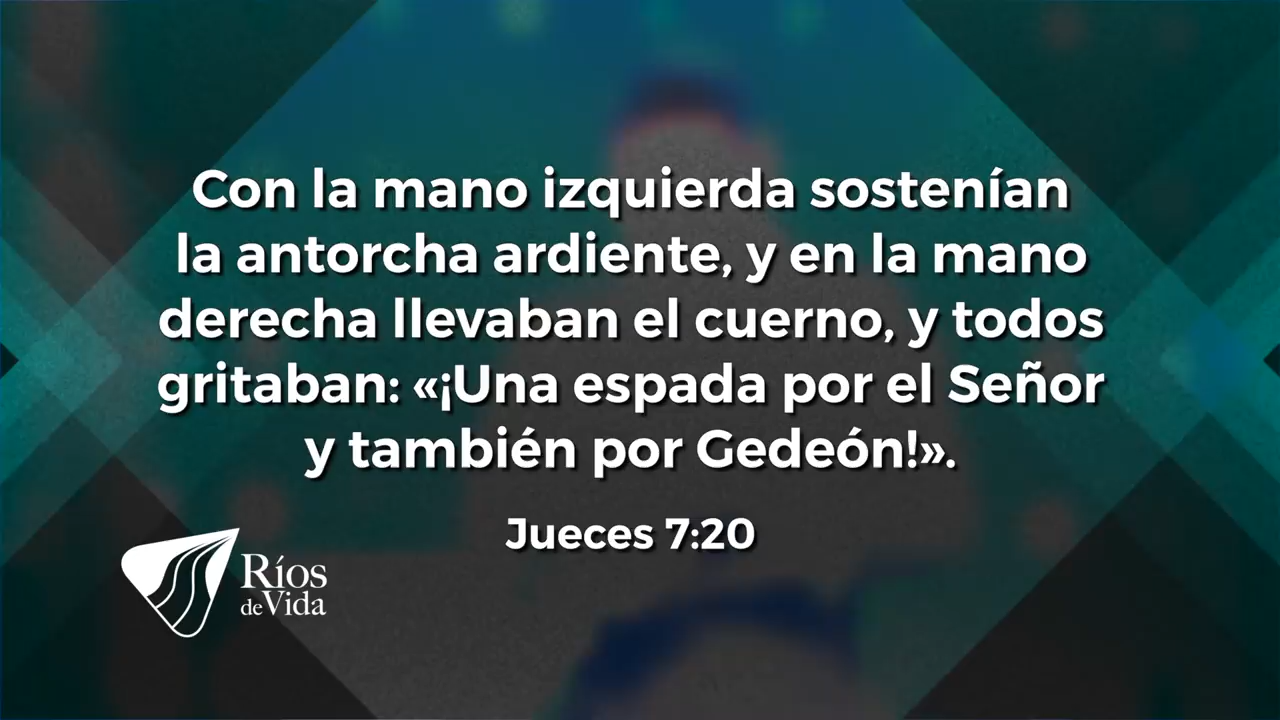 Con la mano izquierda sostenían
la antorcha ardiente, y en la mano
derecha llevaban el cuerno, y todos
gritaban: «¡Una espada por el Señor
y también por Gedeón!».
Jueces 7:20
Ríos
de Vida